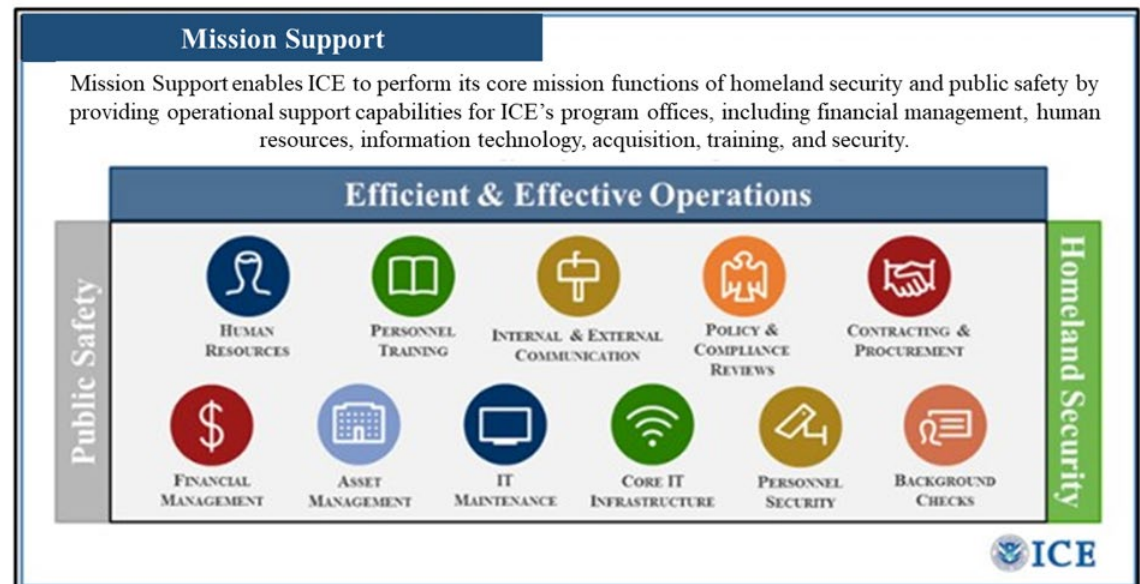 Mission Support
Mission Support enables ICE to perform its core mission functions of homeland security and public safety by
providing operational support capabilities for ICE's program offices, including financial management, human
resources, information technology, acquisition, training, and security.
Efficient & Effective Operations
Public Safety
HUMAN
RESOURCES
PERSONNEL
TRAINING
INTERNAL & EXTERNAL
COMMUNICATION
POLICY &
COMPLIANCE
REVIEWS
CONTRACTING &
PROCUREMENT
FINANCIAL
MANAGEMENT
ASSET
MANAGEMENT
IT
MAINTENANCE
CORE IT
INFRASTRUCTURE
PERSONNEL
SECURITY
BACKGROUND
CHECKS
Homeland Security
ICE